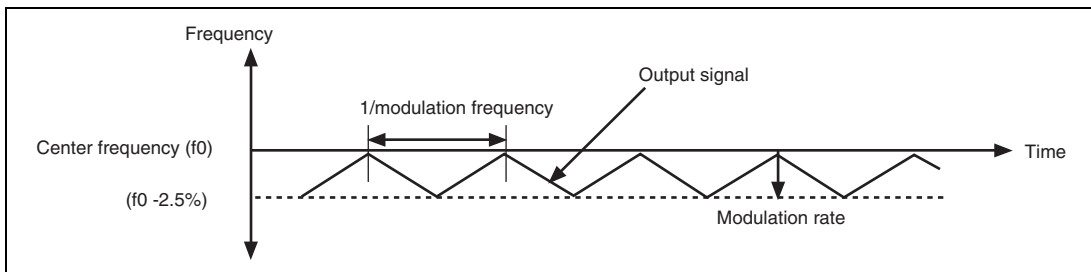 Frequency
Output signal
1/modulation frequency
Center frequency (f0)
Time
(f0 -2.5%)
Modulation rate